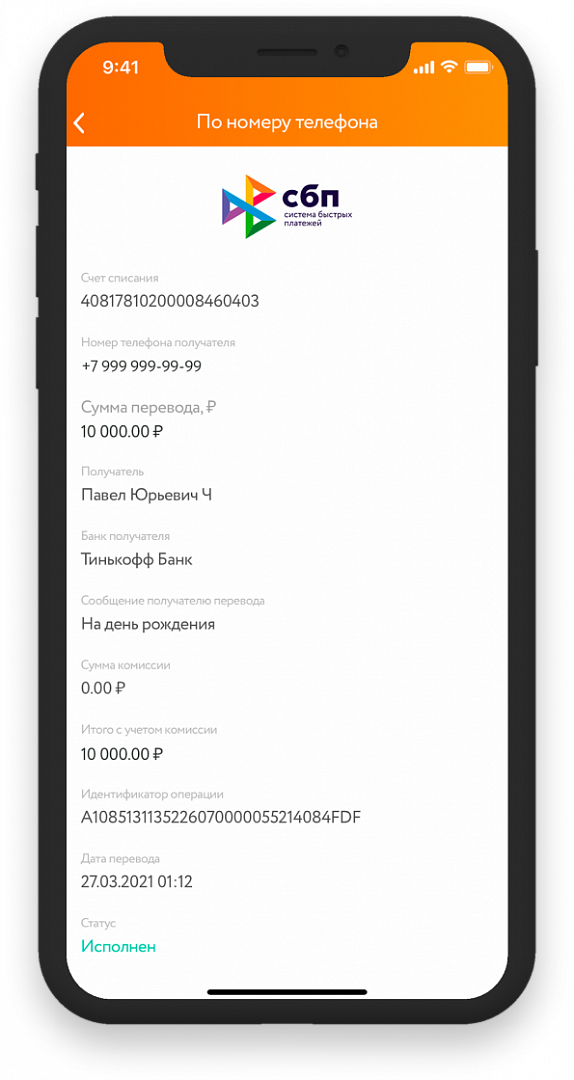 9:41
По номеру телефона
сбп
система быстрых
платежей
Счет списания
40817810200008460403
Номер телефона получателя
+7 999 999-99-99
Сумма перевода, ₽
10 000.00 ₽
Получатель
Павел Юрьевич Ч
Банк получателя
Тинькофф Банк
Сообщение получателю перевода
На день рождения
Сумма комиссии
0.00 ₽
Итого с учетом комиссии
10 000.00 ₽
Идентификатор операции
A1085131135226070000055214084FDF
Дата перевода
27.03.2021 01:12
Статус
Исполнен